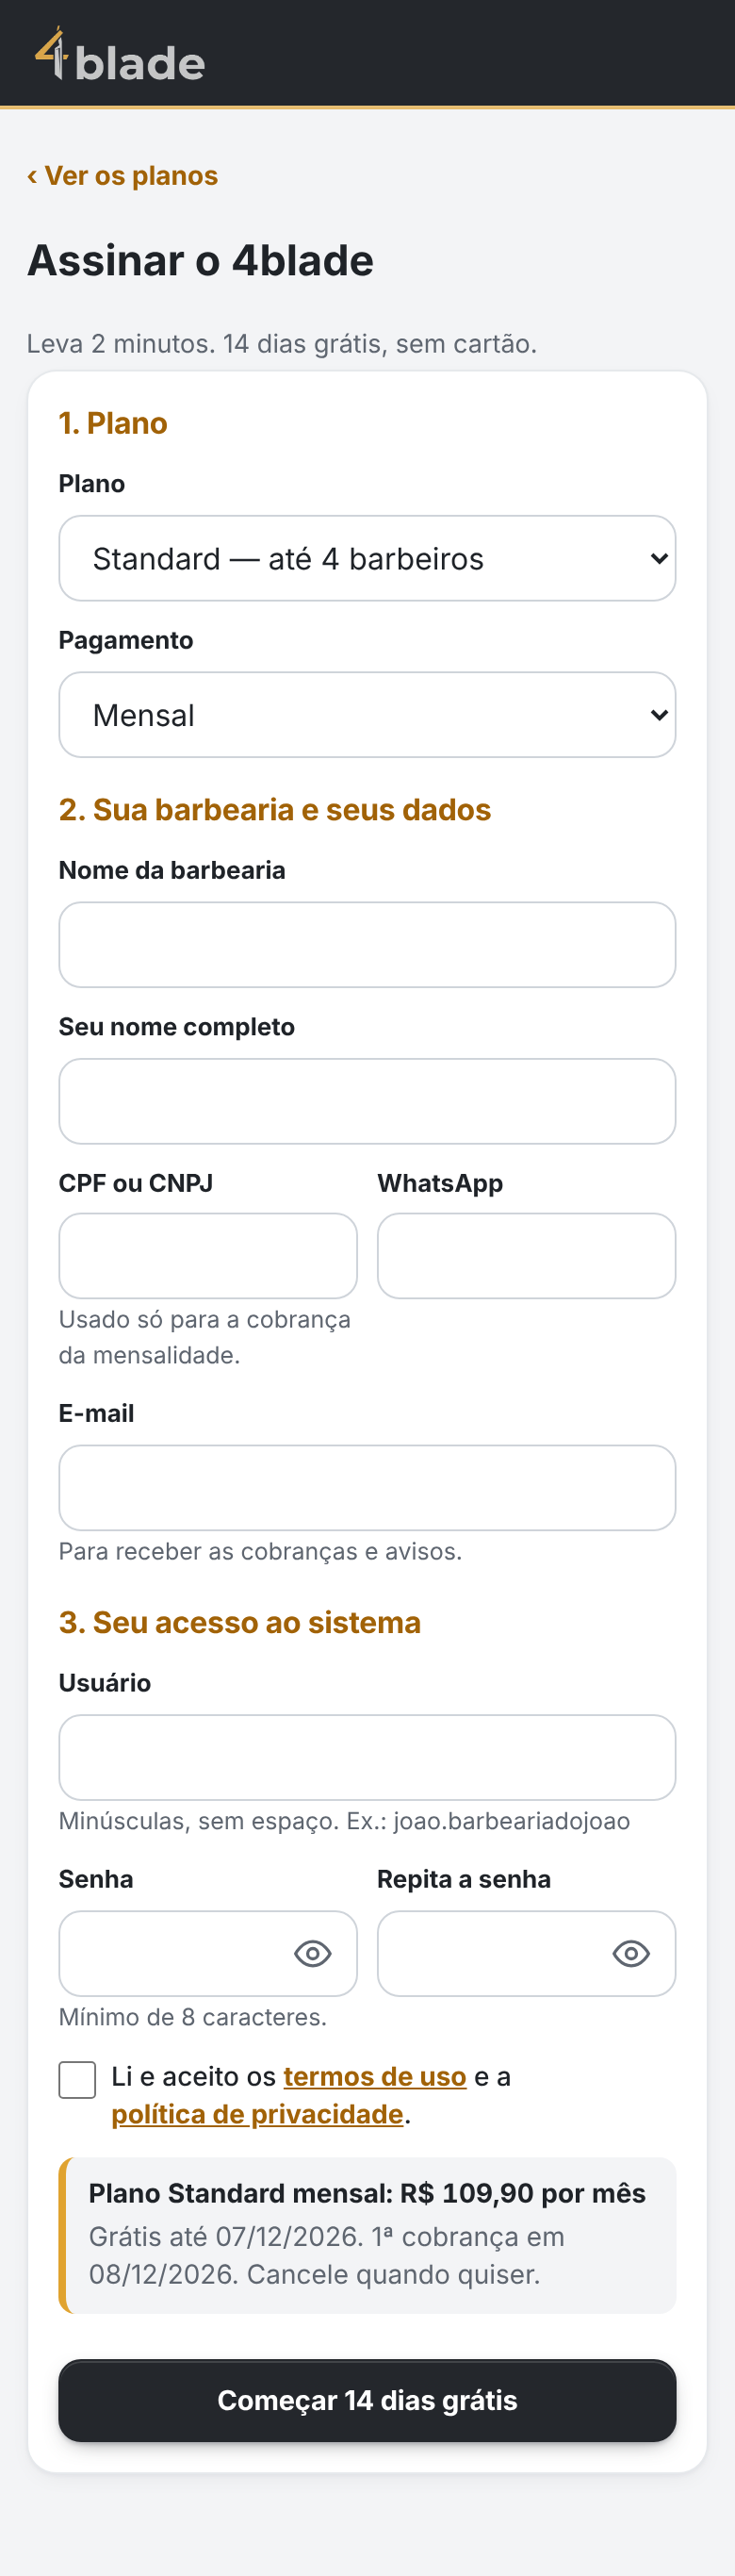 4blade
‹ Ver os planos
Assinar o 4blade
Leva 2 minutos. 14 dias grátis, sem cartão.
1. Plano
Plano
Standard — até 4 barbeiros
Pagamento
Mensal
2. Sua barbearia e seus dados
Nome da barbearia
Seu nome completo
CPF ou CNPJ
WhatsApp
Usado só para a cobrança
da mensalidade.
E-mail
Para receber as cobranças e avisos.
3. Seu acesso ao sistema
Usuário
Minúsculas, sem espaço. Ex.: joao.barbeariadojoao
Senha
Repita a senha
Mínimo de 8 caracteres.
Li e aceito os termos de uso e a
política de privacidade.
Plano Standard mensal: R$ 109,90 por mês
Grátis até 07/12/2026. 1ª cobrança em
08/12/2026. Cancele quando quiser.
Começar 14 dias grátis